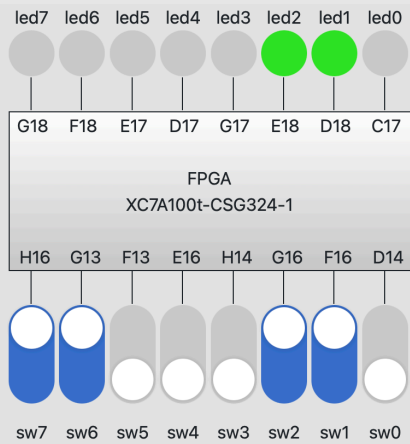 led7 led6 led5 led4 led3 led2 led1 led0
G18 F18 E17 D17 G17 E18 D18 C17
FPGA
XC7A100t-CSG324-1
H16 G13 F13 E16 H14 G16 F16 D14
sw7 sw6 sw5 sw4 sw3 sw2 sw1 sw0